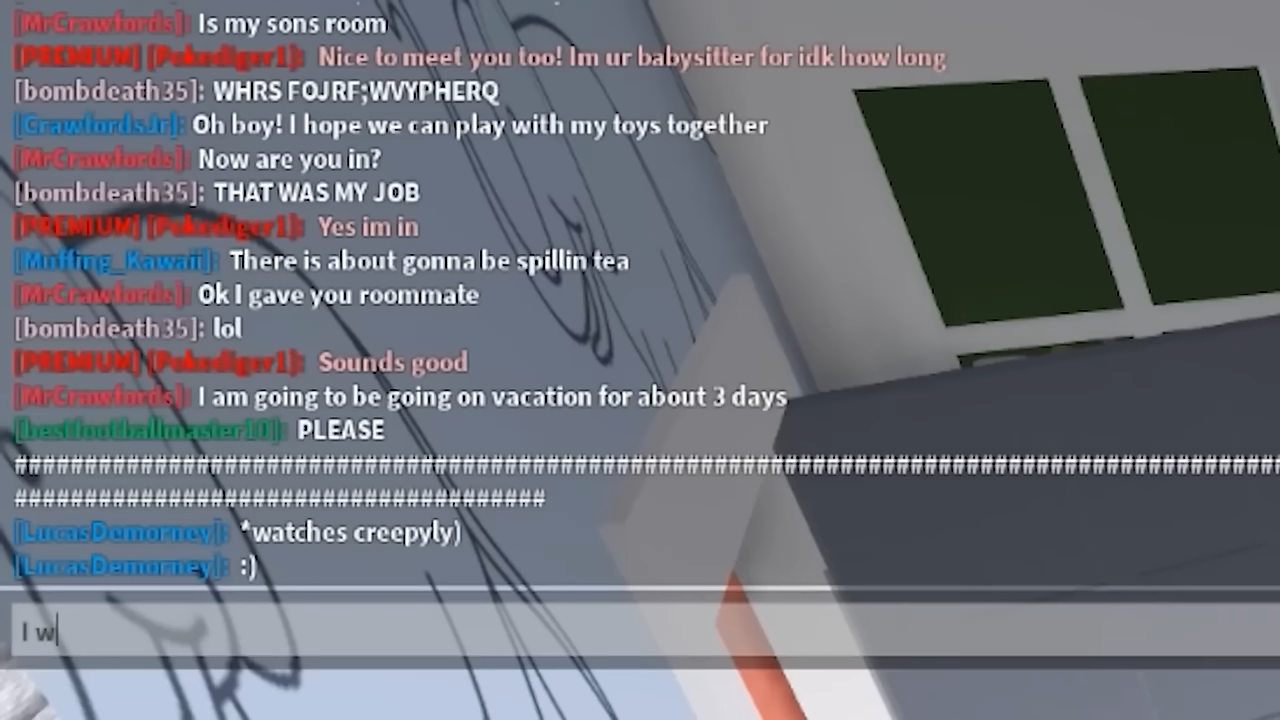 [MrCrawfords]: Is my sons room
[PREMIUM] [Pokediger1]: Nice to meet you too! Im ur babysitter for idk how long
[bombdeath35]: WHRS FOJRF;WVYPHERQ
[CrawfordsJr]: Oh boy! I hope we can play with my toys together
[MrCrawfords]: Now are you in?
[bombdeath35]: THAT WAS MY JOB
[PREMIUM] [Pokediger1]: Yes im in
[Muffing_Kawaii]: There is about gonna be spillin tea
[MrCrawfords]: Ok I gave you roommate
[bombdeath35]: lol
[PREMIUM] [Pokediger1]: Sounds good
[MrCrawfords]: I am going to be going on vacation for about 3 days
[bestfootballmaster10]: PLEASE
##############################################################################################################################
#####################################################
[LucasDemorney]: *watches creepyly)
[LucasDemorney]: :)
I w